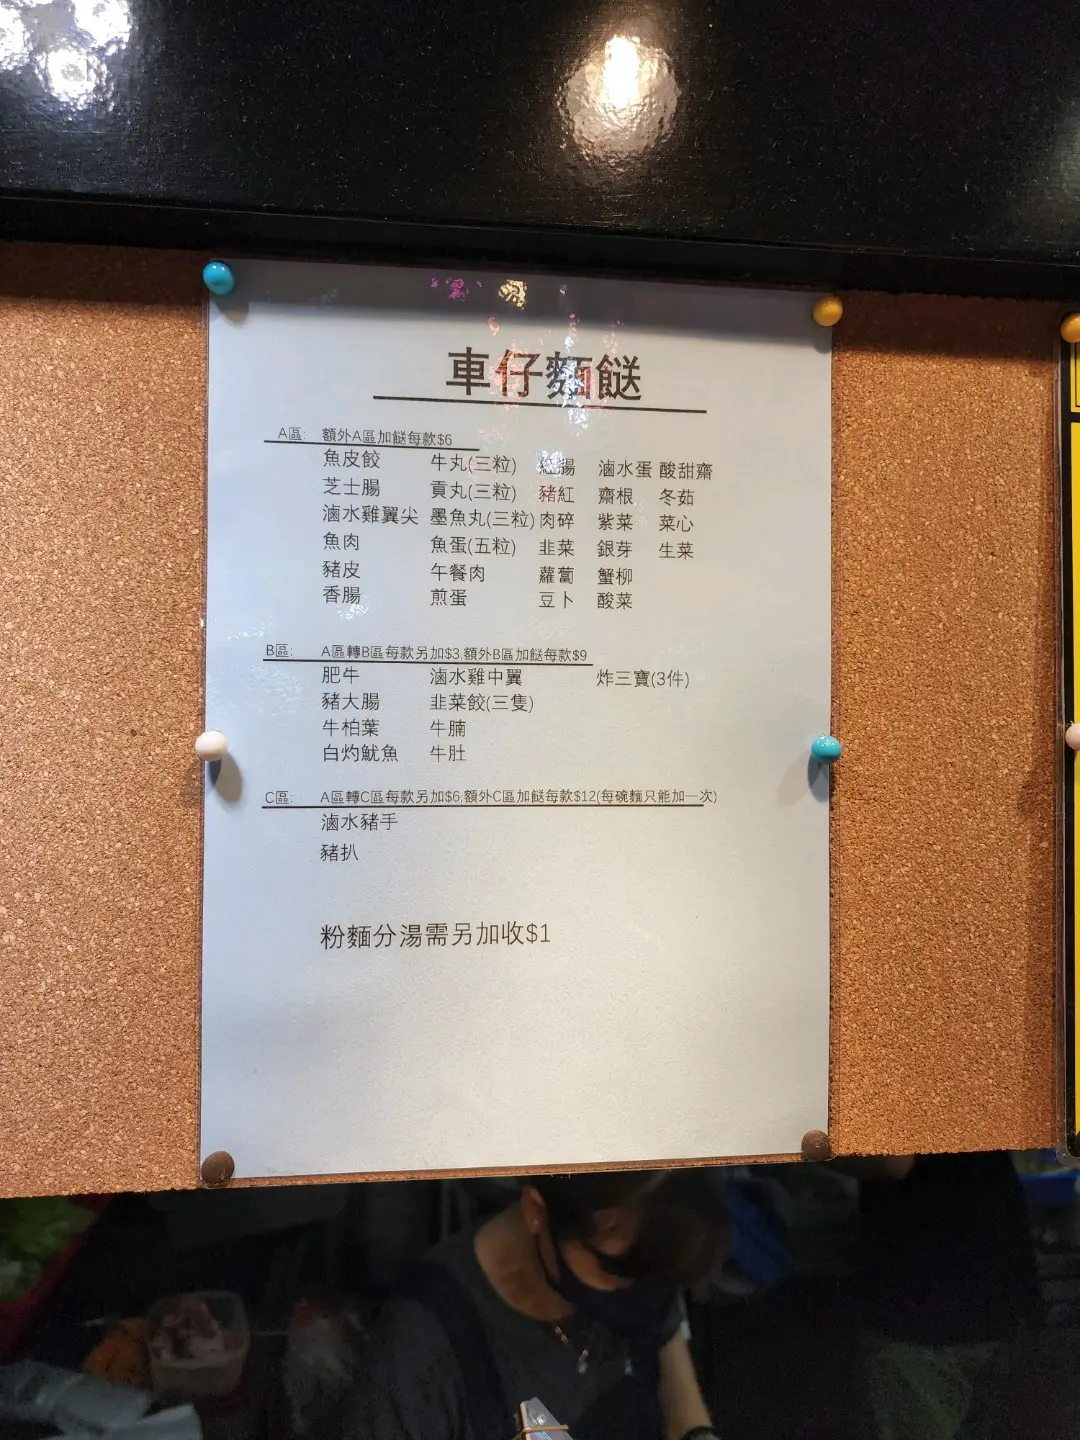 車仔麵餸
A區: 額外A區加餸每款$6
魚皮餃 牛丸(三粒) 紅腸 滷水蛋 酸甜齋
芝士腸 貢丸(三粒) 豬紅 齋根 冬茹
滷水雞翼尖 墨魚丸(三粒) 肉碎 紫菜 菜心
魚肉 魚蛋(五粒) 韭菜 銀芽 生菜
豬皮 午餐肉 蘿蔔 蟹柳
香腸 煎蛋 豆卜 酸菜
B區: A區轉B區每款另加$3,額外B區加餸每款$9
肥牛 滷水雞中翼 炸三寶(3件)
豬大腸 韭菜餃(三隻)
牛柏葉 牛腩
白灼魷魚 牛肚
C區: A區轉C區每款另加$6,額外C區加餸每款$12(每碗麵只能加一次)
滷水豬手
豬扒
粉麵分湯需另加收$1